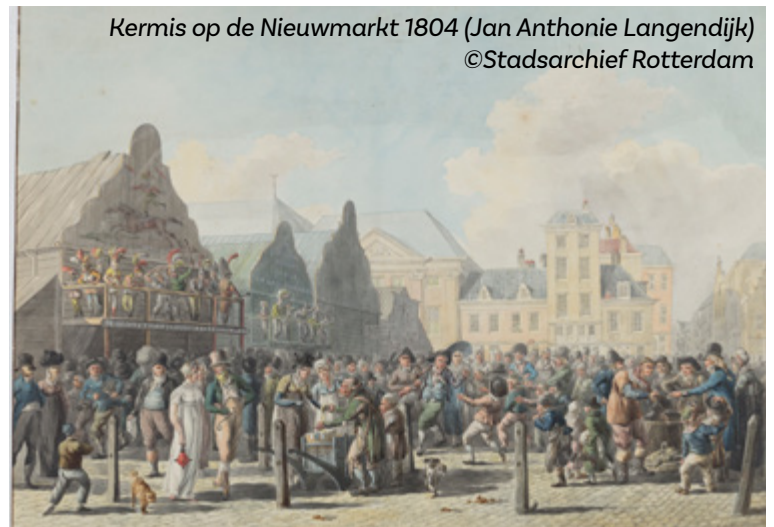 Kermis op de Nieuwmarkt 1804 (Jan Anthonie Langendijk)
©Stadsarchief Rotterdam